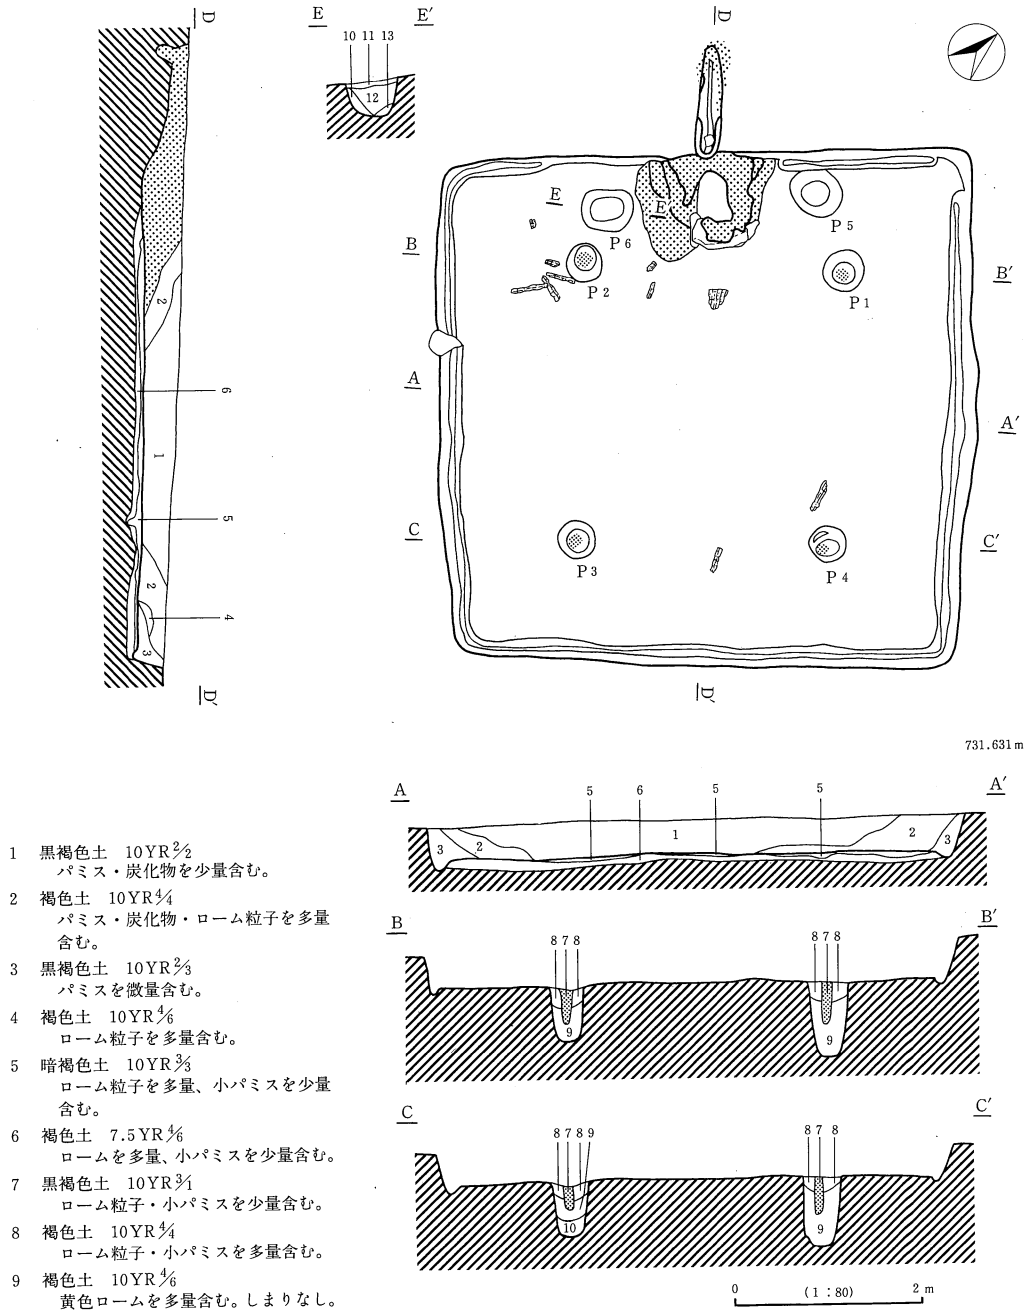 D
E
E′
10 11 13
12
D
B
E
E
P6
P5
P2
P1
B′
A
A′
C
P3
P4
C′
2
6
1
5
2
4
3
D′
D′
731.631m
A
5
6
5
5
A′
3
2
1
2
3
B
8 7 8
8 7 8
B′
9
9
C
8 7 8 9
8 7 8
C′
10
9
0 (1:80) 2m
1 黒褐色土 10YR2/2
パミス・炭化物を少量含む。
2 褐色土 10YR4/4
パミス・炭化物・ローム粒子を多量
含む。
3 黒褐色土 10YR2/3
パミスを微量含む。
4 褐色土 10YR4/6
ローム粒子を多量含む。
5 暗褐色土 10YR3/3
ローム粒子を多量、小パミスを少量
含む。
6 褐色土 7.5YR4/6
ロームを多量、小パミスを少量含む。
7 黒褐色土 10YR3/1
ローム粒子・小パミスを少量含む。
8 褐色土 10YR4/4
ローム粒子・小パミスを多量含む。
9 褐色土 10YR4/6
黄色ロームを多量含む。しまりなし。